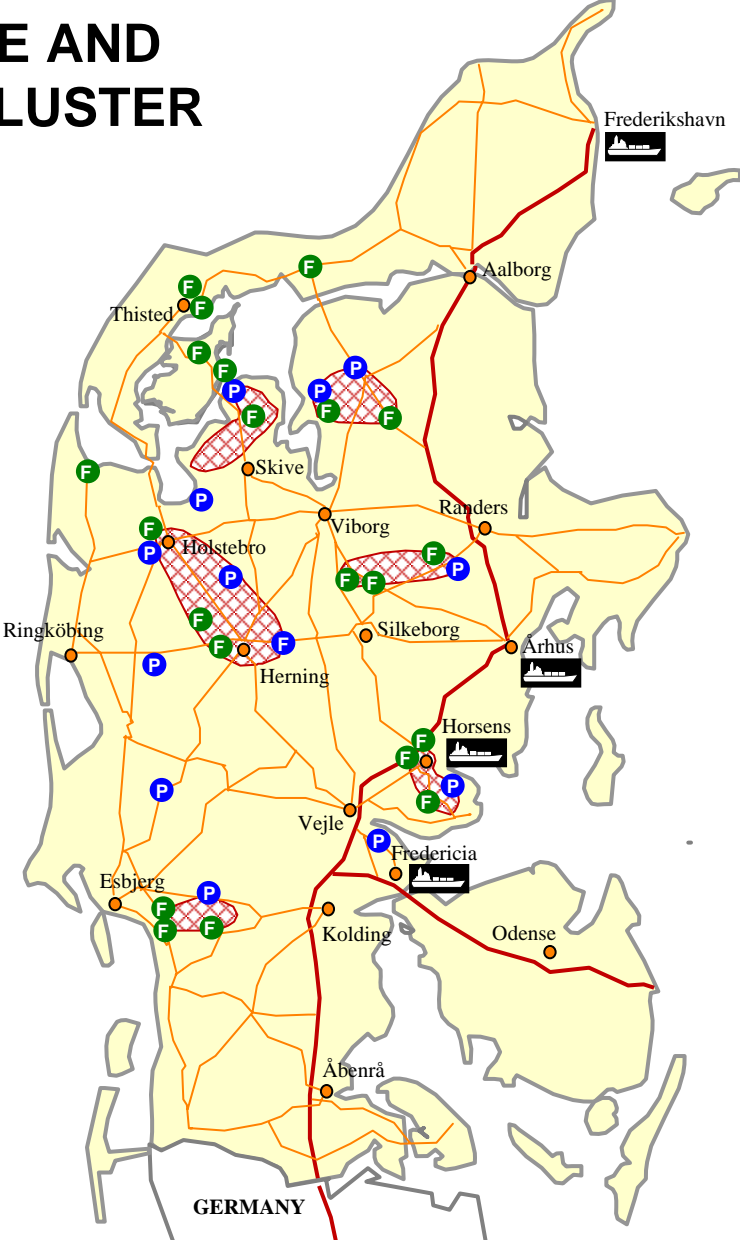 E AND
LUSTER
Frederikshavn
Aalborg
F
F
Thisted
F
F
F
P
P
P
F
F
F
F
Skive
P
Viborg
Randers
F
P
Holstebro
P
F
P
F
F
F
F
P
Ringköbing
Silkeborg
Århus
P
Herning
F
F
Horsens
P
P
F
Vejle
P
Fredericia
Esbjerg
P
F
F
F
Kolding
Odense
Åbenrå
GERMANY